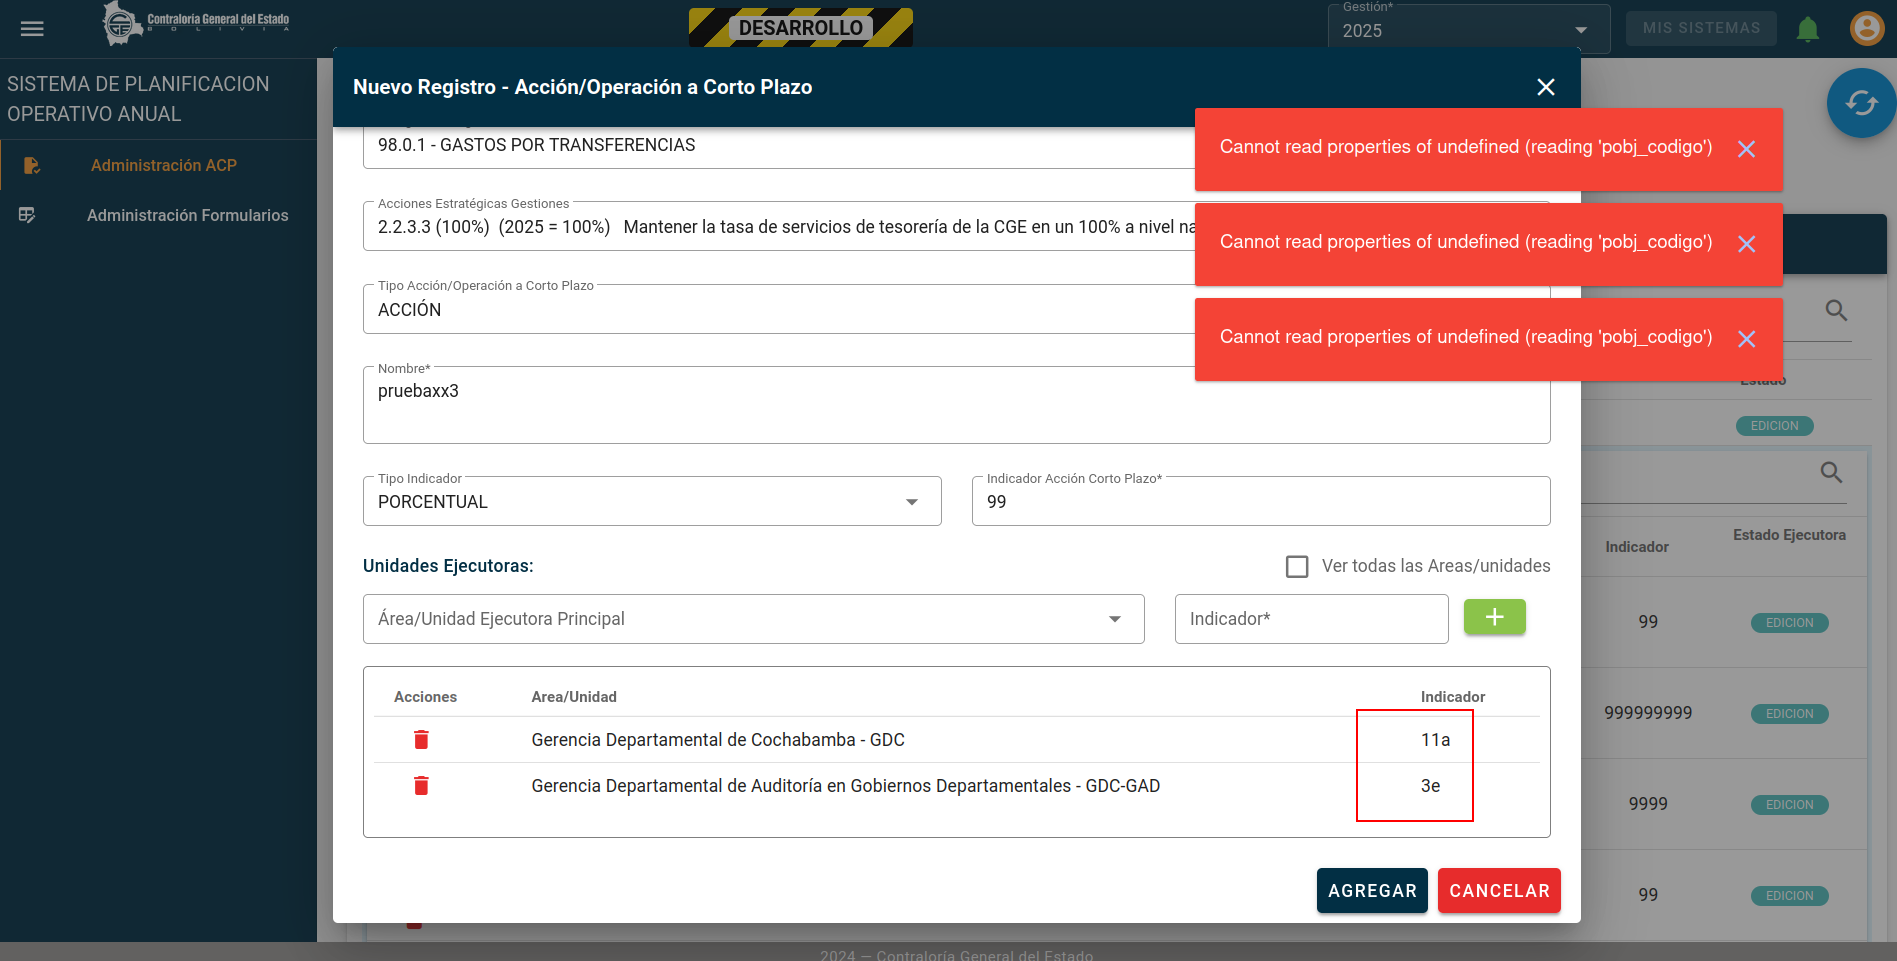 Contraloría General del Estado
BOLIVIA
DESARROLLO
Gestión*
2025
MIS SISTEMAS
SISTEMA DE PLANIFICACION
OPERATIVO ANUAL
Administración ACP
Administración Formularios
Nuevo Registro - Acción/Operación a Corto Plazo
98.0.1 - GASTOS POR TRANSFERENCIAS
Cannot read properties of undefined (reading 'pobj_codigo')
Acciones Estratégicas Gestiones
2.2.3.3 (100%) (2025 = 100%) Mantener la tasa de servicios de tesorería de la CGE en un 100% a nivel na
Cannot read properties of undefined (reading 'pobj_codigo')
Tipo Acción/Operación a Corto Plazo
ACCIÓN
Cannot read properties of undefined (reading 'pobj_codigo')
Nombre*
pruebaxx3
Estado
EDICION
Tipo Indicador
PORCENTUAL
Indicador Acción Corto Plazo*
99
Indicador
Estado Ejecutora
Unidades Ejecutoras:
Ver todas las Areas/unidades
Área/Unidad Ejecutora Principal
Indicador*
99 EDICION
Acciones Area/Unidad Indicador
Gerencia Departamental de Cochabamba - GDC 11a
Gerencia Departamental de Auditoría en Gobiernos Departamentales - GDC-GAD 3e
999999999 EDICION
9999 EDICION
99 EDICION
AGREGAR
CANCELAR
2024 — Contraloría General del Estado